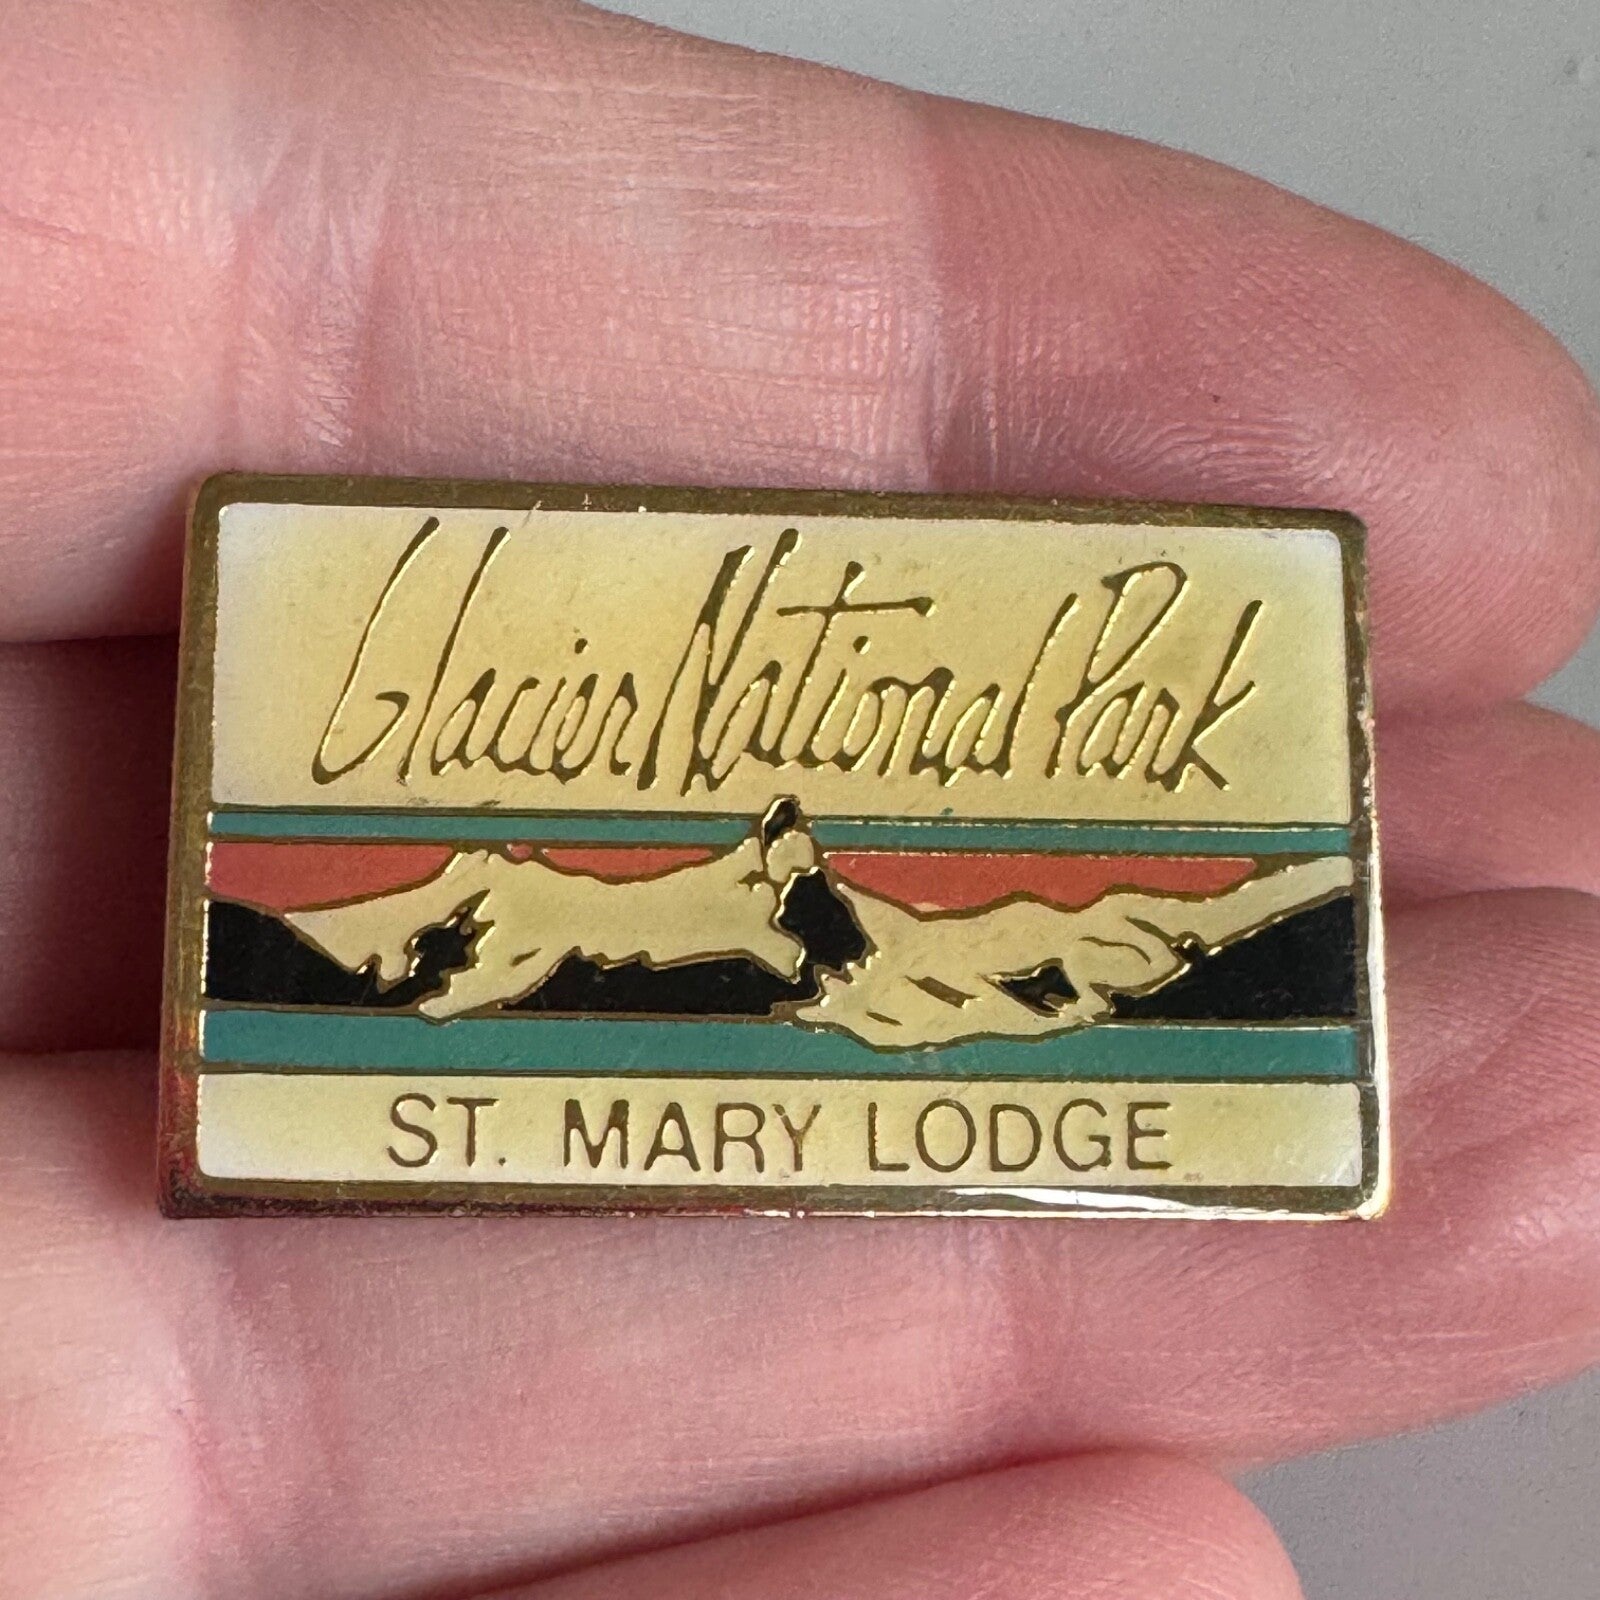 Glacier National Park
ST. MARY LODGE